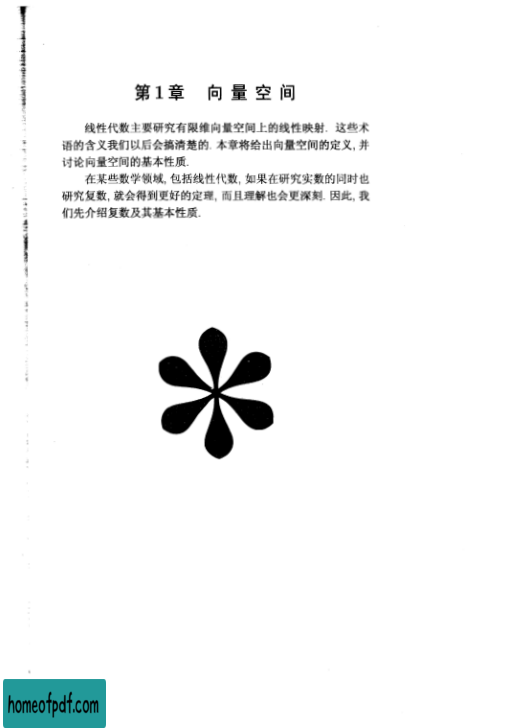 第1章 向量空间
线性代数主要研究有限维向量空间上的线性映射. 这些术
语的含义我们以后会搞清楚的. 本章将给出向量空间的定义, 并
讨论向量空间的基本性质.
在某些数学领域, 包括线性代数, 如果在研究实数的同时也
研究复数, 就会得到更好的定理, 而且理解也会更深刻. 因此, 我
们先介绍复数及其基本性质.
homeofpdf.com